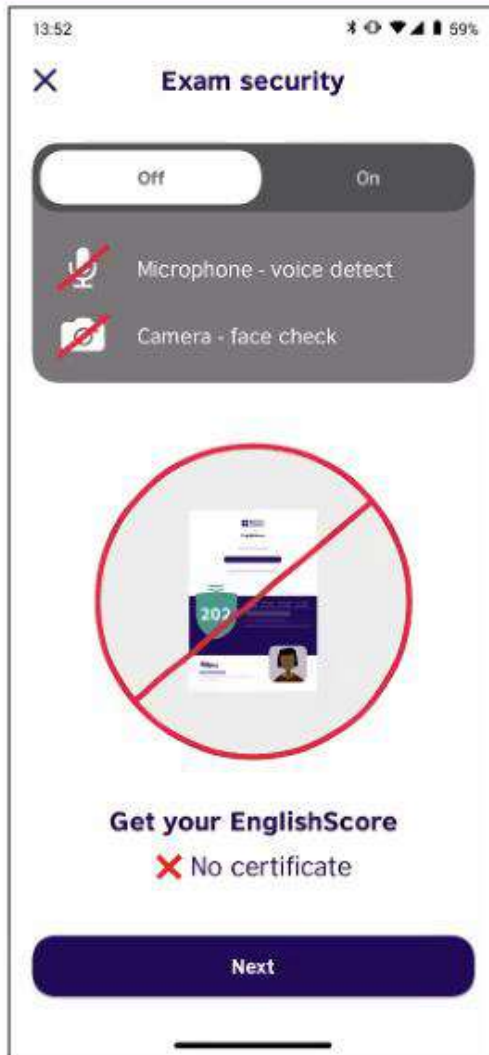 13:52
59%
Exam security
Off
On
Microphone - voice detect
Camera - face check
202
Get your EnglishScore
No certificate
Next